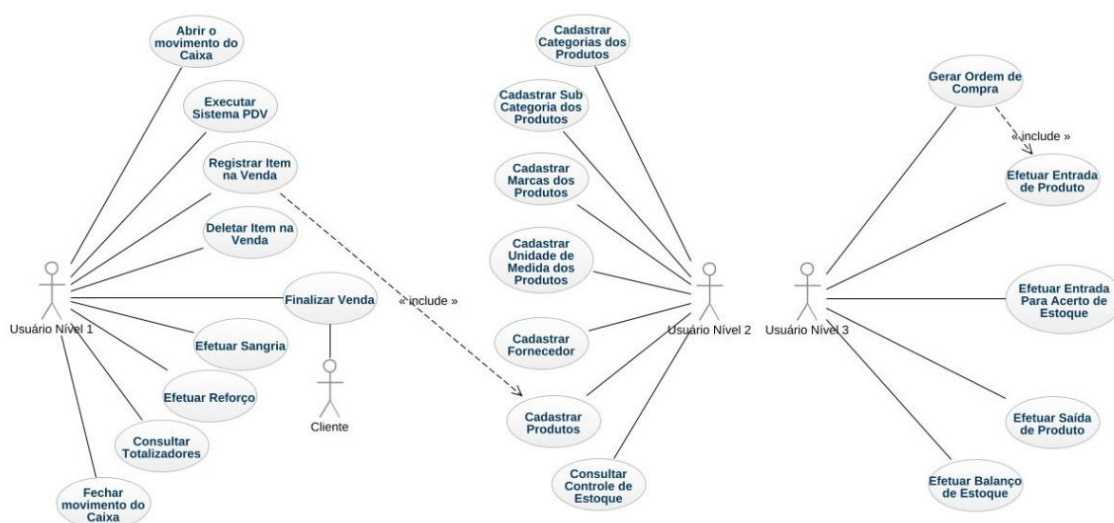 Abrir o
movimento do
Caixa
Executar
Sistema PDV
Registrar Item
na Venda
Deletar Item na
Venda
Finalizar Venda
Usuário Nível 1
Efetuar Sangria
Efetuar Reforço
Cliente
Consultar
Totalizadores
Fechar
movimento do
Caixa
« include »
Cadastrar
Categorias dos
Produtos
Cadastrar Sub
Categoria dos
Produtos
Cadastrar
Marcas dos
Produtos
Cadastrar
Unidade de
Medida dos
Produtos
Cadastrar
Fornecedor
Cadastrar
Produtos
Consultar
Controle de
Estoque
Usuário Nível 2
Usuário Nível 3
Gerar Ordem de
Compra
« include »
Efetuar Entrada
de Produto
Efetuar Entrada
Para Acerto de
Estoque
Efetuar Saída
de Produto
Efetuar Balanço
de Estoque